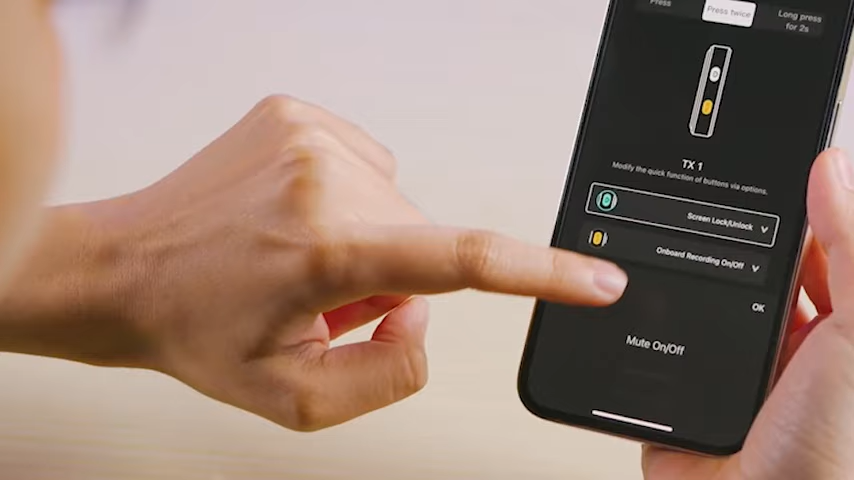 Press
Press twice
Long press
for 2s
TX 1
Modify the quick function of buttons via options.
Screen Lock/Unlock
Onboard Recording On/Off
OK
Mute On/Off